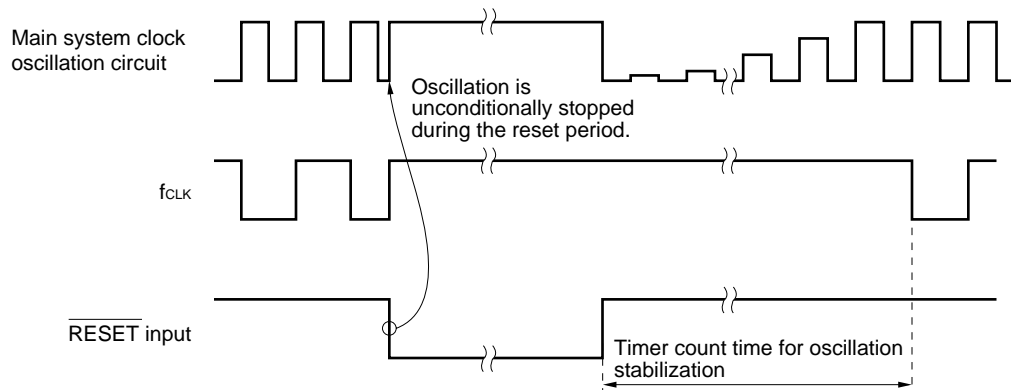 Main system clock
oscillation circuit
Oscillation is
unconditionally stopped
during the reset period.
fCLK
RESET input
Timer count time for oscillation
stabilization